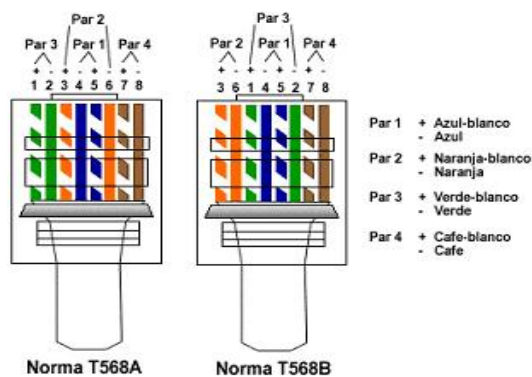 Par 2
Par 3 Par 1 Par 4
+ - + - + - + -
1 2 3 4 5 6 7 8
Norma T568A
Par 3
Par 2 Par 1 Par 4
+ - + - + - + -
3 6 1 4 5 2 7 8
Norma T568B
Par 1 + Azul-blanco
- Azul
Par 2 + Naranja-blanco
- Naranja
Par 3 + Verde-blanco
- Verde
Par 4 + Cafe-blanco
- Cafe